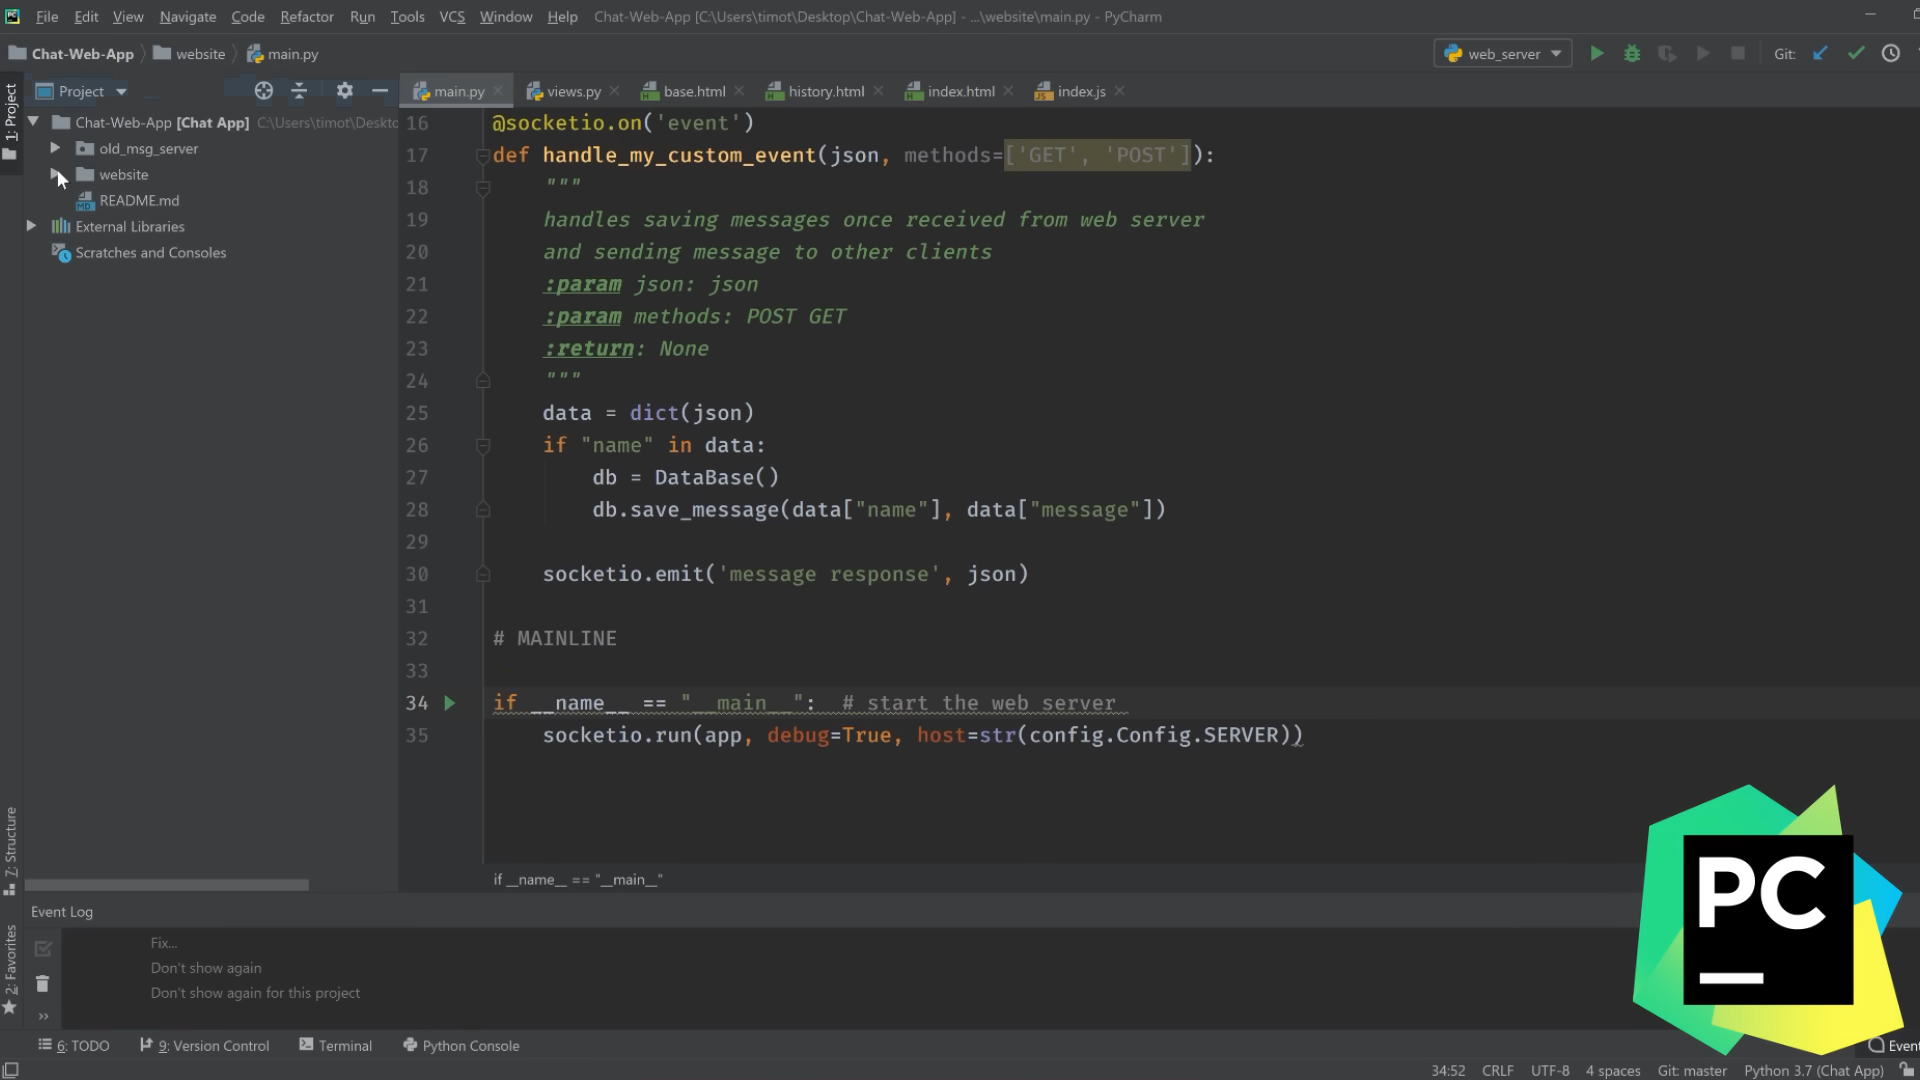 File Edit View Navigate Code Refactor Run Tools VCS Window Help Chat-Web-App [C:\Users\timot\Desktop\Chat-Web-App] - ...\website\main.py - PyCharm
Chat-Web-App website main.py web_server Git:
Project main.py views.py base.html history.html index.html index.js
1: Project
Chat-Web-App [Chat App] C:\Users\timot\Deskto
old_msg_server
website
README.md
External Libraries
Scratches and Consoles
16 @socketio.on('event')
17 def handle_my_custom_event(json, methods=['GET', 'POST']):
18 """
19 handles saving messages once received from web server
20 and sending message to other clients
21 :param json: json
22 :param methods: POST GET
23 :return: None
24 """
25 data = dict(json)
26 if "name" in data:
27 db = DataBase()
28 db.save_message(data["name"], data["message"])
29
30 socketio.emit('message response', json)
31
32 # MAINLINE
33
34 if __name__ == "__main__": # start the web server
35 socketio.run(app, debug=True, host=str(config.Config.SERVER))
if __name__ == "__main__"
Z: Structure
2: Favorites
Event Log
Fix...
Don't show again
Don't show again for this project
PC
6: TODO 9: Version Control Terminal Python Console Even
34:52 CRLF UTF-8 4 spaces Git: master Python 3.7 (Chat App)